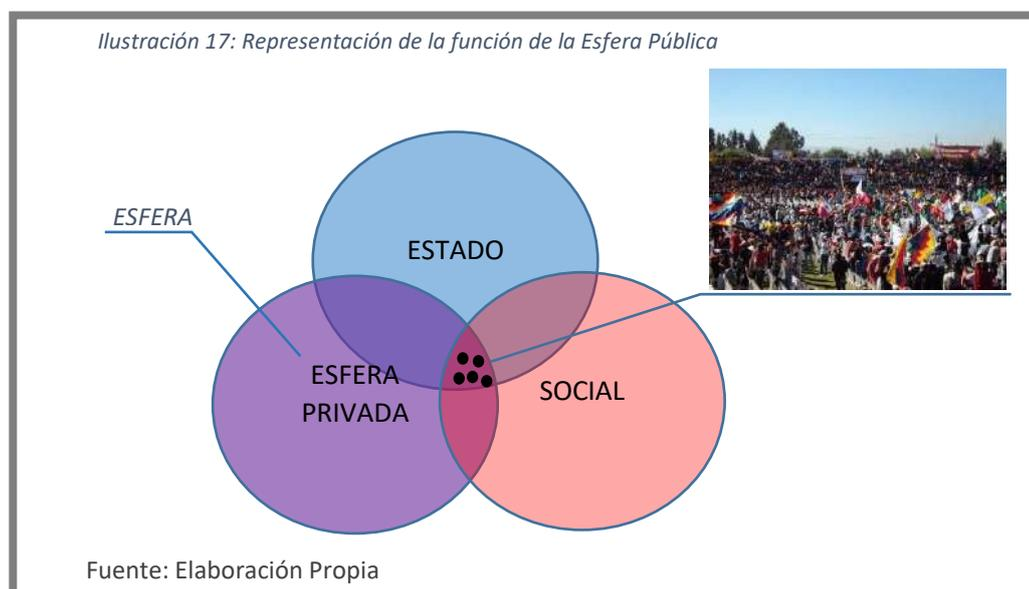 Ilustración 17: Representación de la función de la Esfera Pública
ESFERA
ESTADO
ESFERA
PRIVADA
SOCIAL
Fuente: Elaboración Propia